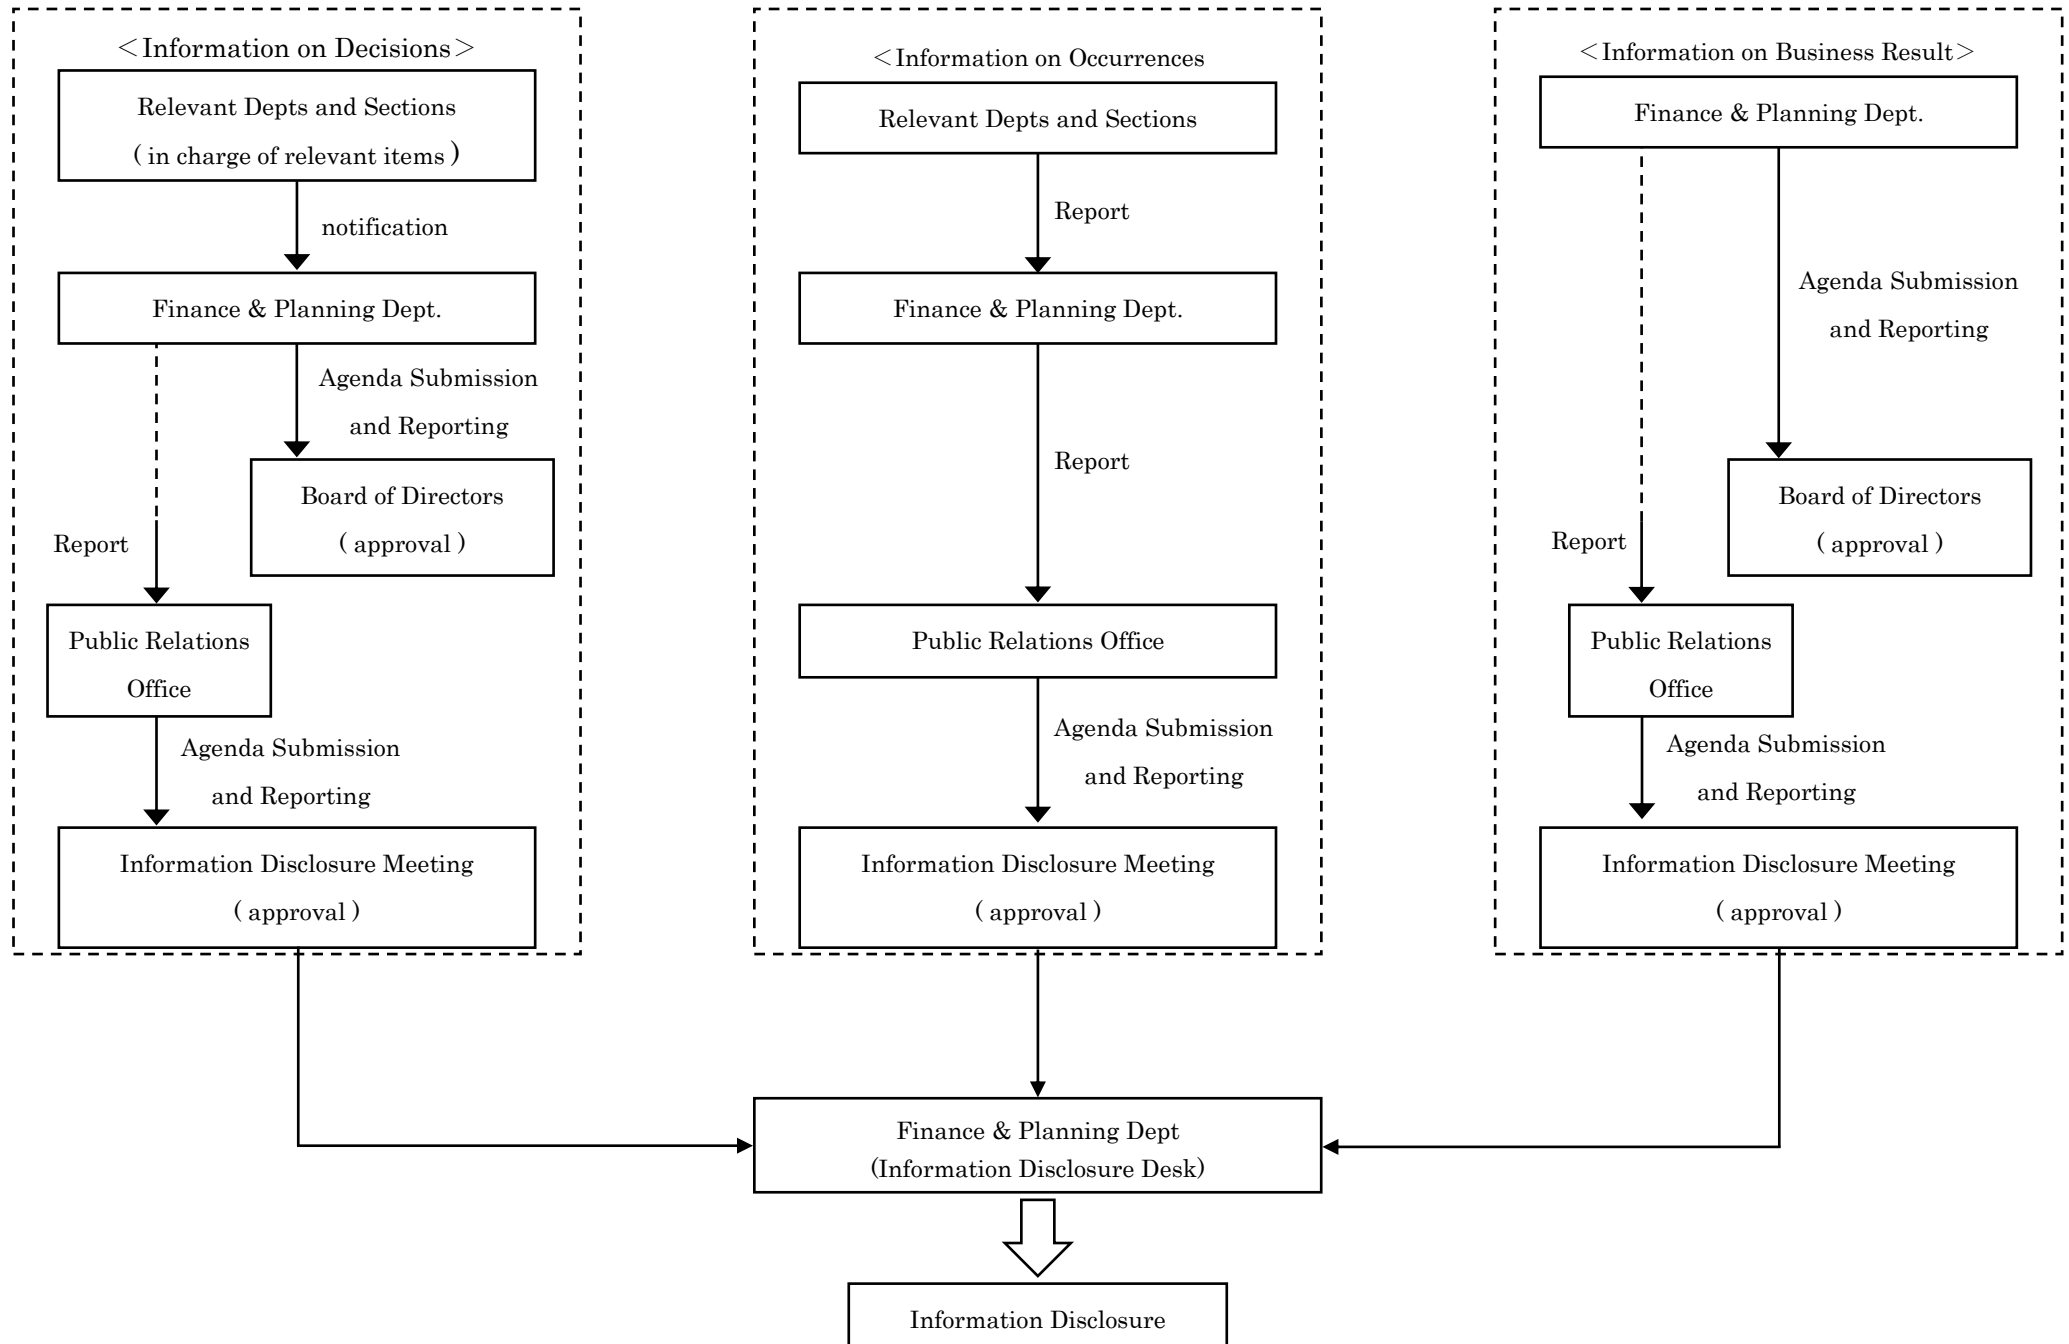 ＜Information on Decisions＞
Relevant Depts and Sections
( in charge of relevant items )
notification
Finance & Planning Dept.
Agenda Submission
and Reporting
Board of Directors
( approval )
Report
Public Relations
Office
Agenda Submission
and Reporting
Information Disclosure Meeting
( approval )
＜Information on Occurrences
Relevant Depts and Sections
Report
Finance & Planning Dept.
Report
Public Relations Office
Agenda Submission
and Reporting
Information Disclosure Meeting
( approval )
＜Information on Business Result＞
Finance & Planning Dept.
Agenda Submission
and Reporting
Board of Directors
( approval )
Report
Public Relations
Office
Agenda Submission
and Reporting
Information Disclosure Meeting
( approval )
Finance & Planning Dept
(Information Disclosure Desk)
Information Disclosure